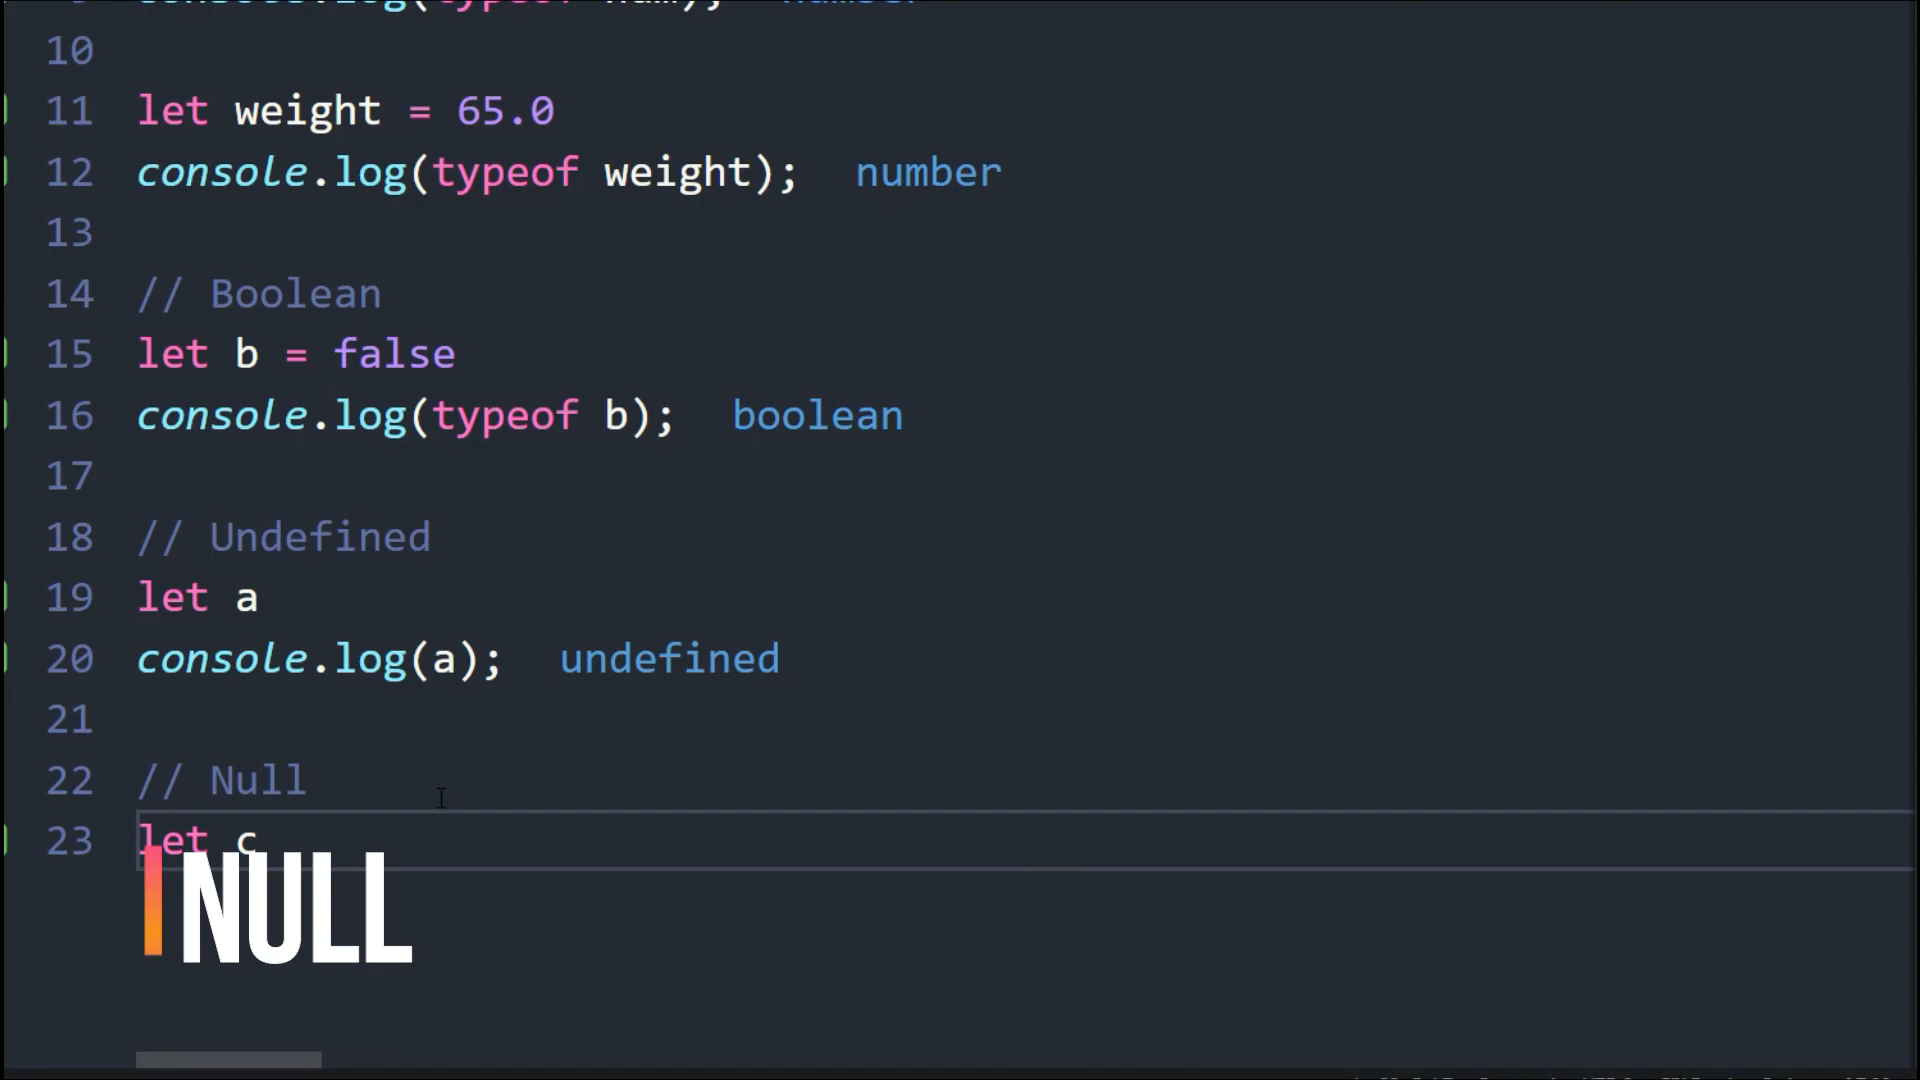 10
11 let weight = 65.0
12 console.log(typeof weight); number
13
14 // Boolean
15 let b = false
16 console.log(typeof b); boolean
17
18 // Undefined
19 let a
20 console.log(a); undefined
21
22 // Null
23 let c
NULL